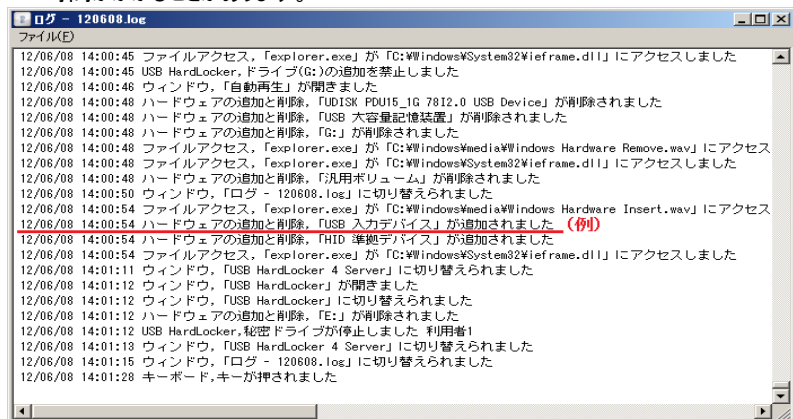 ログ - 120608.log
ファイル(F)
12/06/08 14:00:45 ファイルアクセス,「explorer.exe」が「C:¥Windows¥System32¥ieframe.dll」にアクセスしました
12/06/08 14:00:45 USB HardLocker,ドライブ(G:)の追加を禁止しました
12/06/08 14:00:46 ウィンドウ,「自動再生」が開きました
12/06/08 14:00:48 ハードウェアの追加と削除,「UDISK PDU15_1G 78I2.0 USB Device」が削除されました
12/06/08 14:00:48 ハードウェアの追加と削除,「USB 大容量記憶装置」が削除されました
12/06/08 14:00:48 ハードウェアの追加と削除,「G:」が削除されました
12/06/08 14:00:48 ファイルアクセス,「explorer.exe」が「C:¥Windows¥media¥Windows Hardware Remove.wav」にアクセス
12/06/08 14:00:48 ファイルアクセス,「explorer.exe」が「C:¥Windows¥System32¥ieframe.dll」にアクセスしました
12/06/08 14:00:48 ハードウェアの追加と削除,「汎用ボリューム」が削除されました
12/06/08 14:00:50 ウィンドウ,「ログ - 120608.log」に切り替えられました
12/06/08 14:00:54 ファイルアクセス,「explorer.exe」が「C:¥Windows¥media¥Windows Hardware Insert.wav」にアクセス
12/06/08 14:00:54 ハードウェアの追加と削除,「USB 入力デバイス」が追加されました (例)
12/06/08 14:00:54 ハードウェアの追加と削除,「HID 準拠デバイス」が追加されました
12/06/08 14:00:54 ファイルアクセス,「explorer.exe」が「C:¥Windows¥System32¥ieframe.dll」にアクセスしました
12/06/08 14:01:11 ウィンドウ,「USB HardLocker 4 Server」に切り替えられました
12/06/08 14:01:12 ウィンドウ,「USB HardLocker」が開きました
12/06/08 14:01:12 ウィンドウ,「USB HardLocker」に切り替えられました
12/06/08 14:01:12 ハードウェアの追加と削除,「E:」が削除されました
12/06/08 14:01:12 USB HardLocker,秘密ドライブが停止しました 利用者1
12/06/08 14:01:13 ウィンドウ,「USB HardLocker 4 Server」に切り替えられました
12/06/08 14:01:15 ウィンドウ,「ログ - 120608.log」に切り替えられました
12/06/08 14:01:28 キーボード,キーが押されました